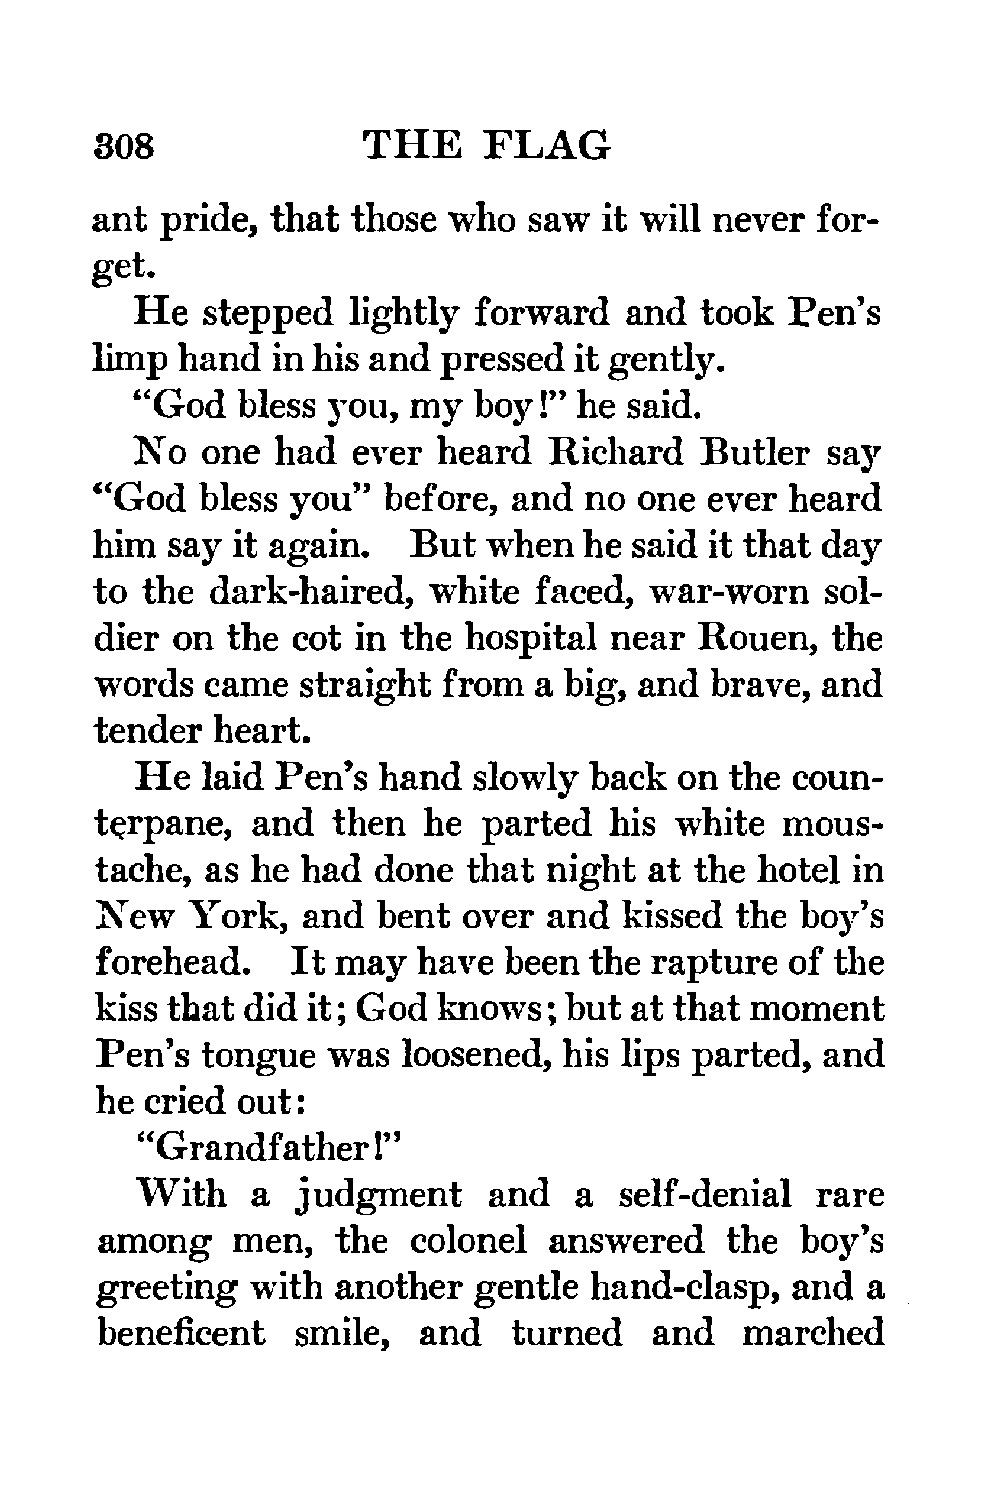 308 THE FLAG
ant pride, that those who saw it will never for-
get.
He stepped lightly forward and took Pen's
limp hand in his and pressed it gently.
"God bless you, my boy!" he said.
No one had ever heard Richard Butler say
"God bless you" before, and no one ever heard
him say it again. But when he said it that day
to the dark-haired, white faced, war-worn sol-
dier on the cot in the hospital near Rouen, the
words came straight from a big, and brave, and
tender heart.
He laid Pen's hand slowly back on the coun-
terpane, and then he parted his white mous-
tache, as he had done that night at the hotel in
New York, and bent over and kissed the boy's
forehead. It may have been the rapture of the
kiss that did it; God knows; but at that moment
Pen's tongue was loosened, his lips parted, and
he cried out:
"Grandfather!"
With a judgment and a self-denial rare
among men, the colonel answered the boy's
greeting with another gentle hand-clasp, and a
beneficent smile, and turned and marched